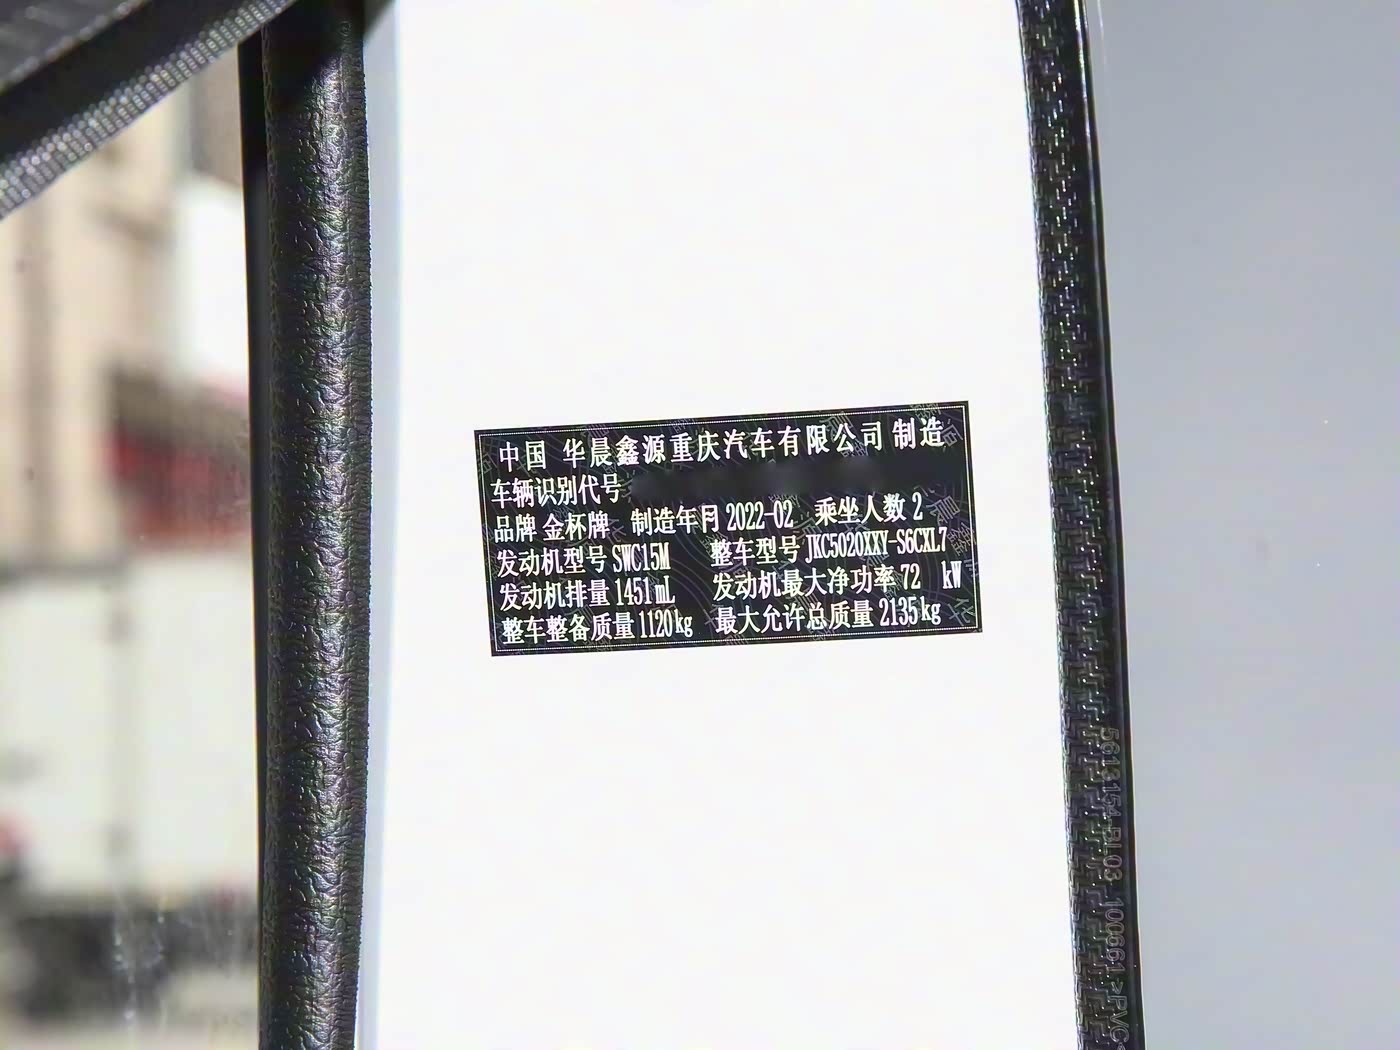 中国 华晨鑫源重庆汽车有限公司 制造
车辆识别代号
品牌 金杯牌 制造年月 2022-02 乘坐人数 2
发动机型号 SWC15M 整车型号 JKC5020XXY-S6CXL7
发动机排量 1451mL 发动机最大净功率 72 kW
整车整备质量 1120kg 最大允许总质量 2135kg
5613154-BL03 100661 >PVC<